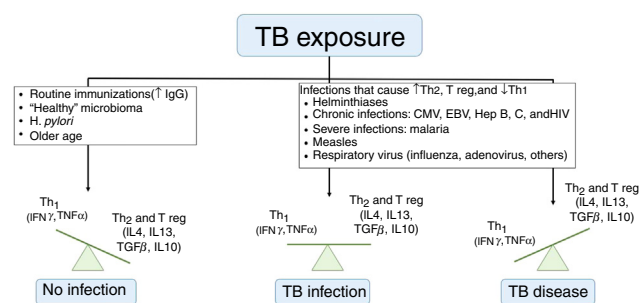 TB exposure
• Routine immunizations(↑ IgG)
• “Healthy” microbioma
• H. pylori
• Older age
Infections that cause ↑Th2, T reg,and ↓Th1
• Helminthiases
• Chronic infections: CMV, EBV, Hep B, C, andHIV
• Severe infections: malaria
• Measles
• Respiratory virus (influenza, adenovirus, others)
Th1
(IFNγ,TNFα)
Th2 and T reg
(IL4, IL13,
TGFβ, IL10)
No infection
Th1
(IFNγ,TNFα)
Th2 and T reg
(IL4, IL13,
TGFβ, IL10)
TB infection
Th1
(IFNγ,TNFα)
Th2 and T reg
(IL4, IL13,
TGFβ, IL10)
TB disease